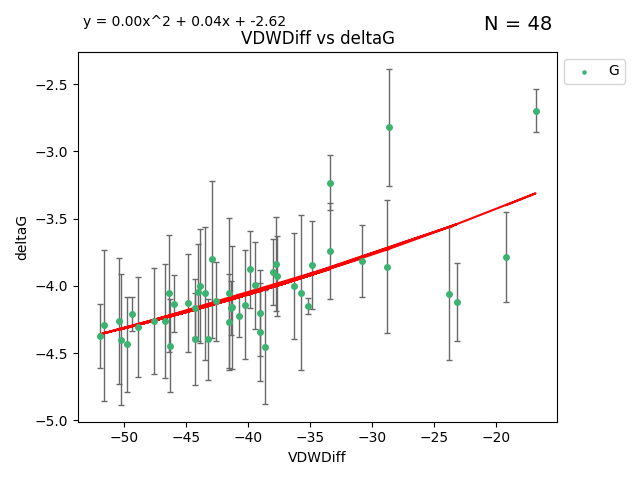 y = 0.00x^2 + 0.04x + -2.62
N = 48
VDWDiff vs deltaG
G
−2.5
−3.0
−3.5
−4.0
−4.5
−5.0
deltaG
−50 −45 −40 −35 −30 −25 −20
VDWDiff